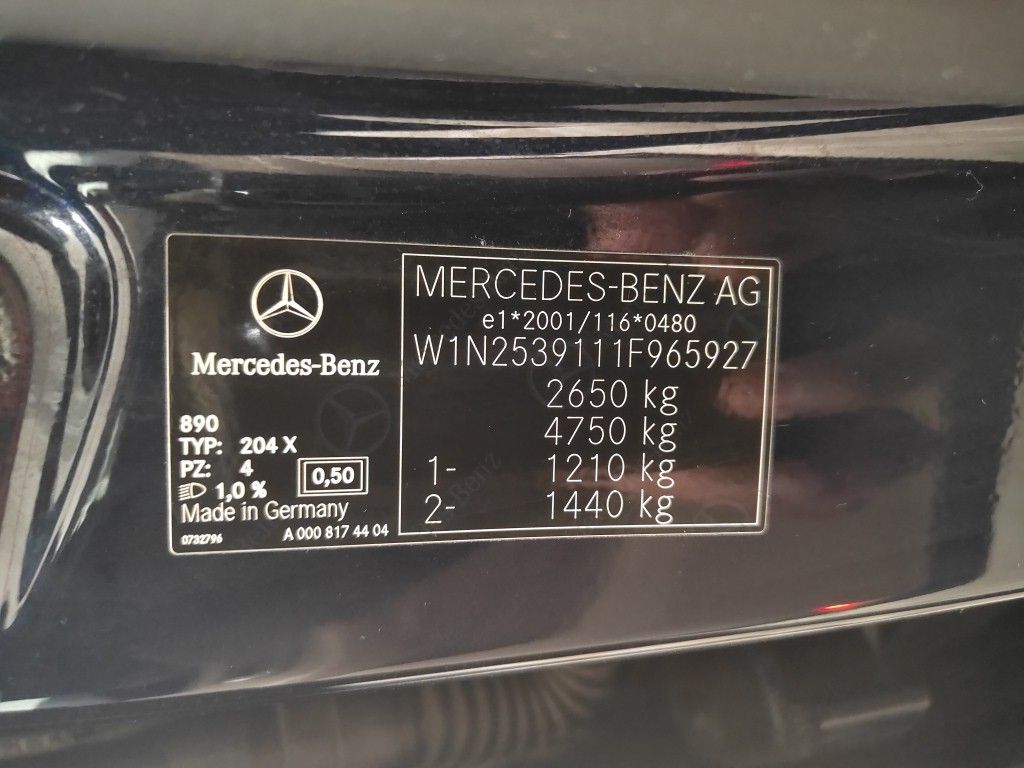 Mercedes-Benz
890
TYP: 204 X
PZ: 4
1,0 %
0,50
Made in Germany
0732796
A 000 817 44 04
MERCEDES-BENZ AG
e1*2001/116*0480
W1N2539111F965927
2650 kg
4750 kg
1- 1210 kg
2- 1440 kg